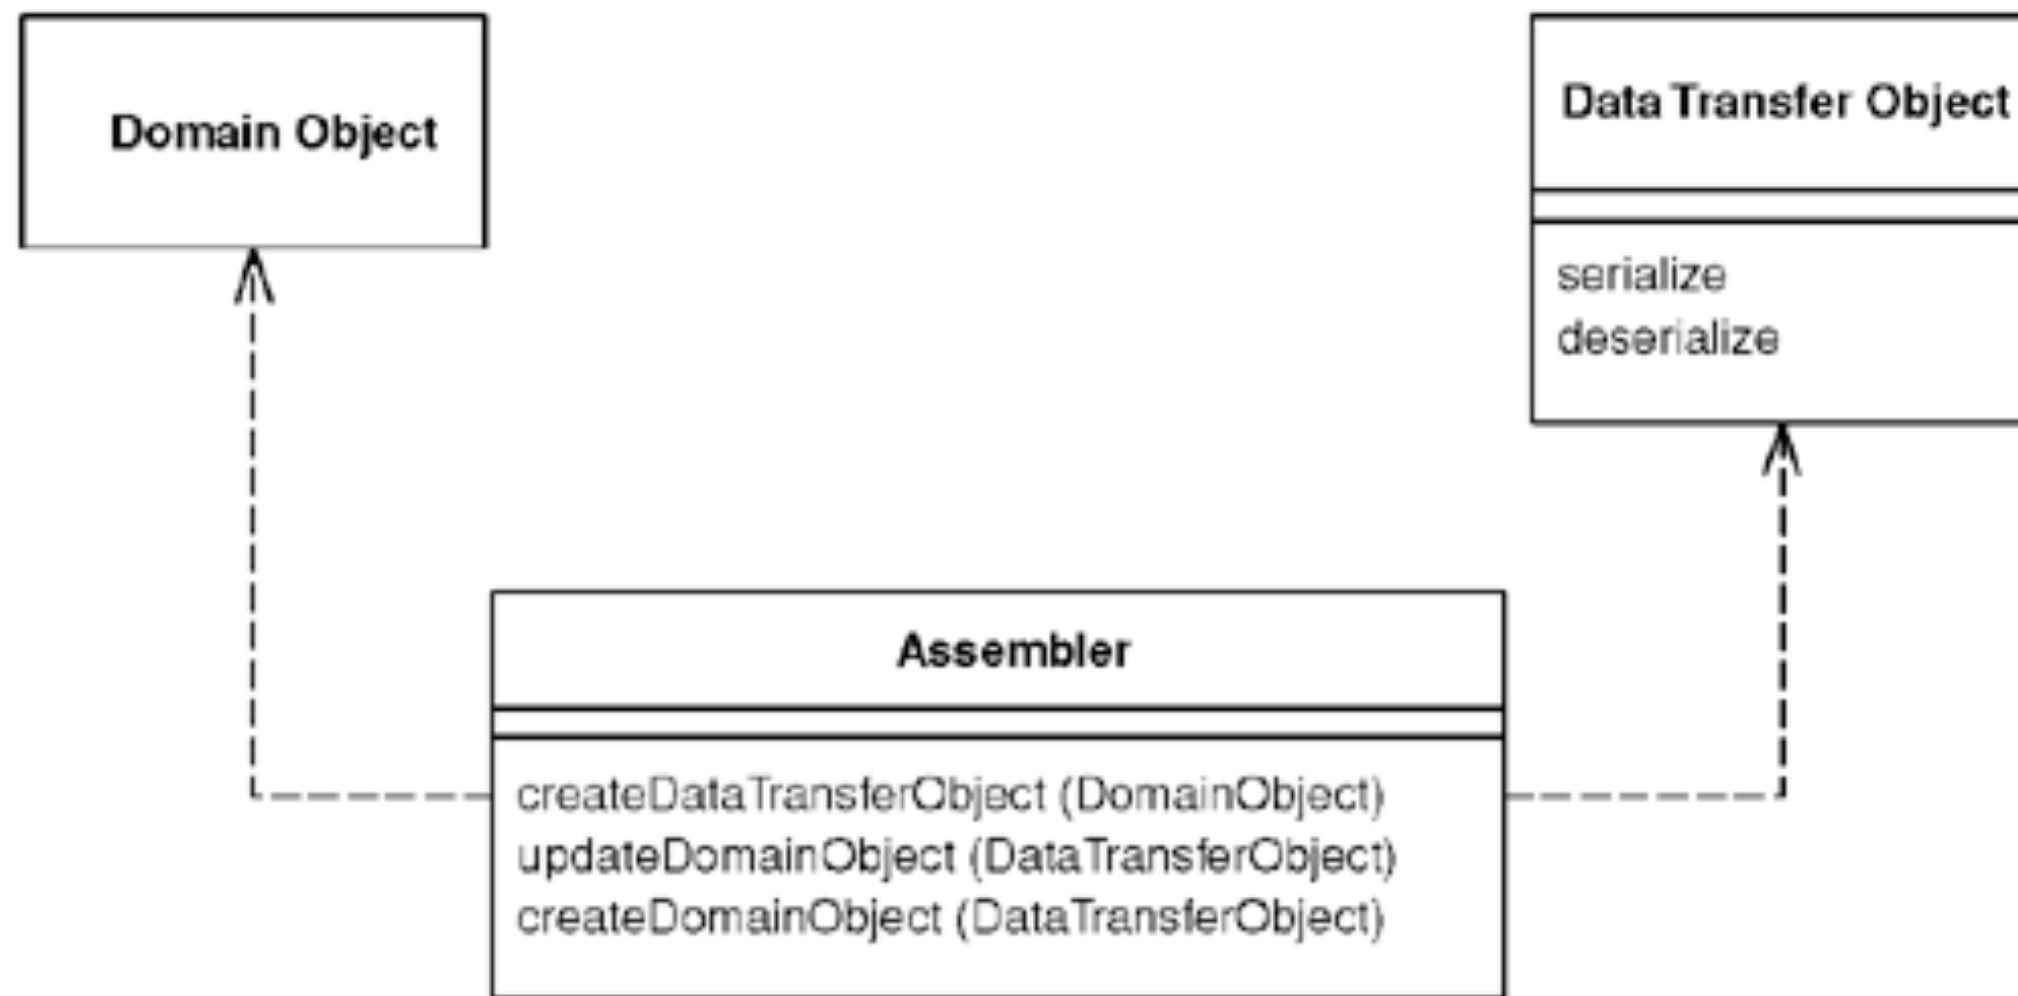 Domain Object
Data Transfer Object
serialize
deserialize
Assembler
createDataTransferObject (DomainObject)
updateDomainObject (DataTransferObject)
createDomainObject (DataTransferObject)